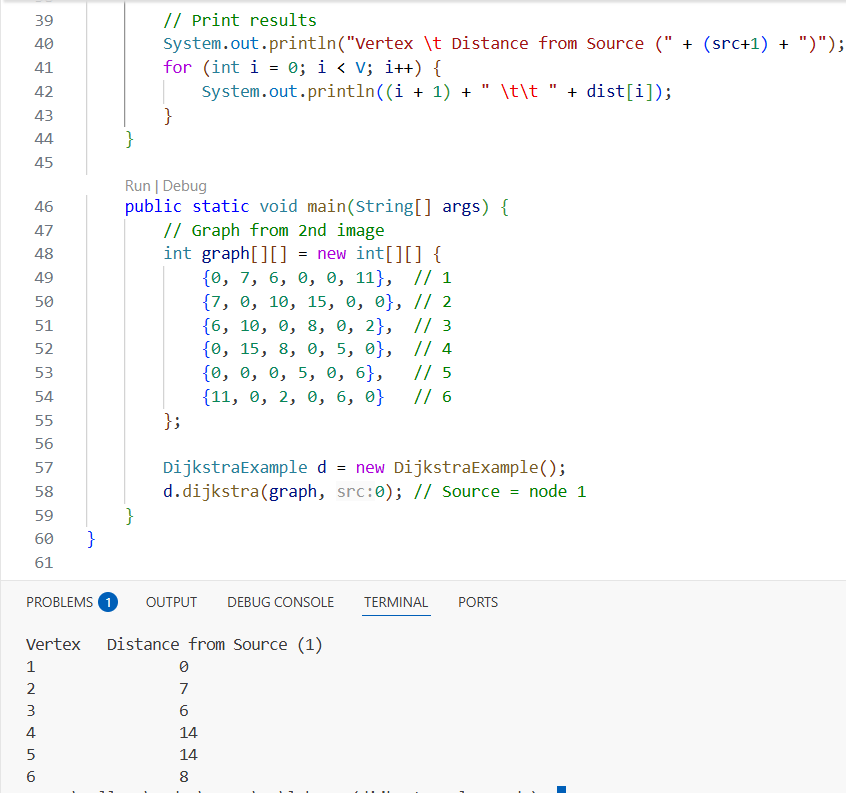 39 // Print results
40 System.out.println("Vertex \t Distance from Source (" + (src+1) + ")");
41 for (int i = 0; i < V; i++) {
42 System.out.println((i + 1) + " \t\t " + dist[i]);
43 }
44 }
45
Run | Debug
46 public static void main(String[] args) {
47 // Graph from 2nd image
48 int graph[][] = new int[][] {
49 {0, 7, 6, 0, 0, 11}, // 1
50 {7, 0, 10, 15, 0, 0}, // 2
51 {6, 10, 0, 8, 0, 2}, // 3
52 {0, 15, 8, 0, 5, 0}, // 4
53 {0, 0, 0, 5, 0, 6}, // 5
54 {11, 0, 2, 0, 6, 0} // 6
55 };
56
57 DijkstraExample d = new DijkstraExample();
58 d.dijkstra(graph, src:0); // Source = node 1
59 }
60 }
61
PROBLEMS 1 OUTPUT DEBUG CONSOLE TERMINAL PORTS
Vertex Distance from Source (1)
1 0
2 7
3 6
4 14
5 14
6 8